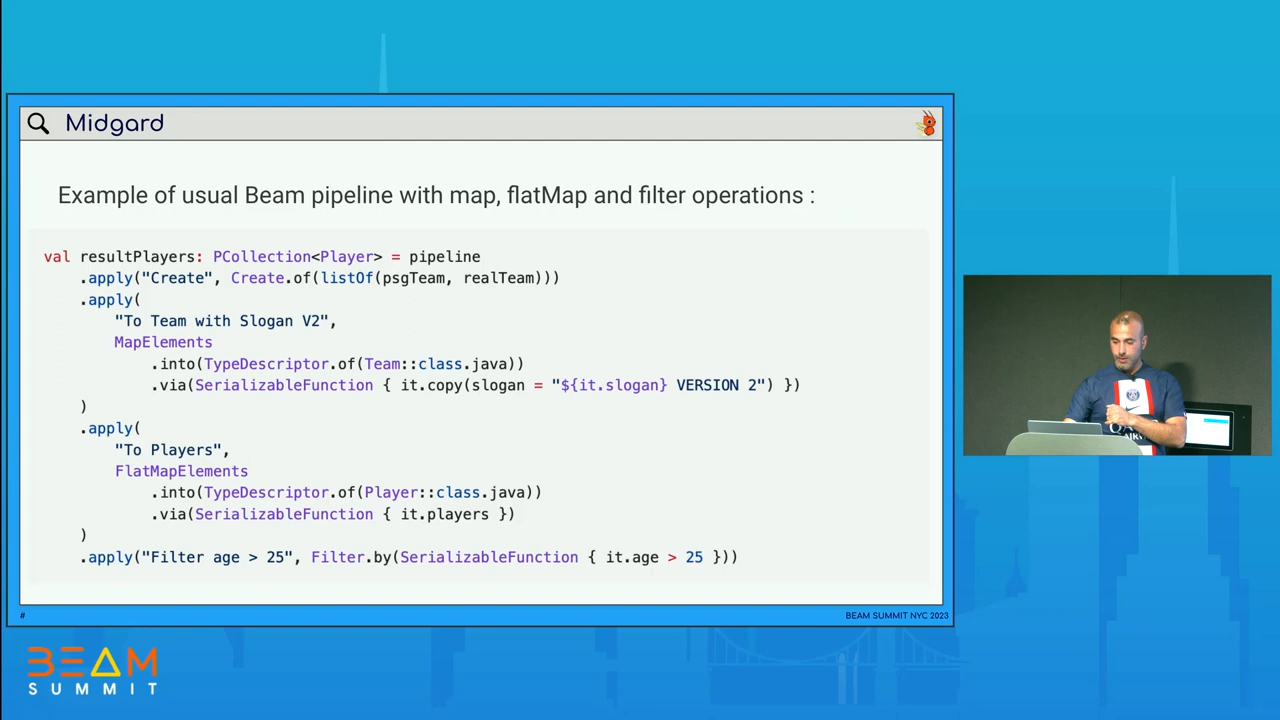 Midgard
Example of usual Beam pipeline with map, flatMap and filter operations :
val resultPlayers: PCollection<Player> = pipeline
    .apply("Create", Create.of(listOf(psgTeam, realTeam)))
    .apply(
        "To Team with Slogan V2",
        MapElements
            .into(TypeDescriptor.of(Team::class.java))
            .via(SerializableFunction { it.copy(slogan = "${it.slogan} VERSION 2") })
    )
    .apply(
        "To Players",
        FlatMapElements
            .into(TypeDescriptor.of(Player::class.java))
            .via(SerializableFunction { it.players })
    )
    .apply("Filter age > 25", Filter.by(SerializableFunction { it.age > 25 }))
#
BEAM SUMMIT NYC 2023
BEAM
SUMMIT